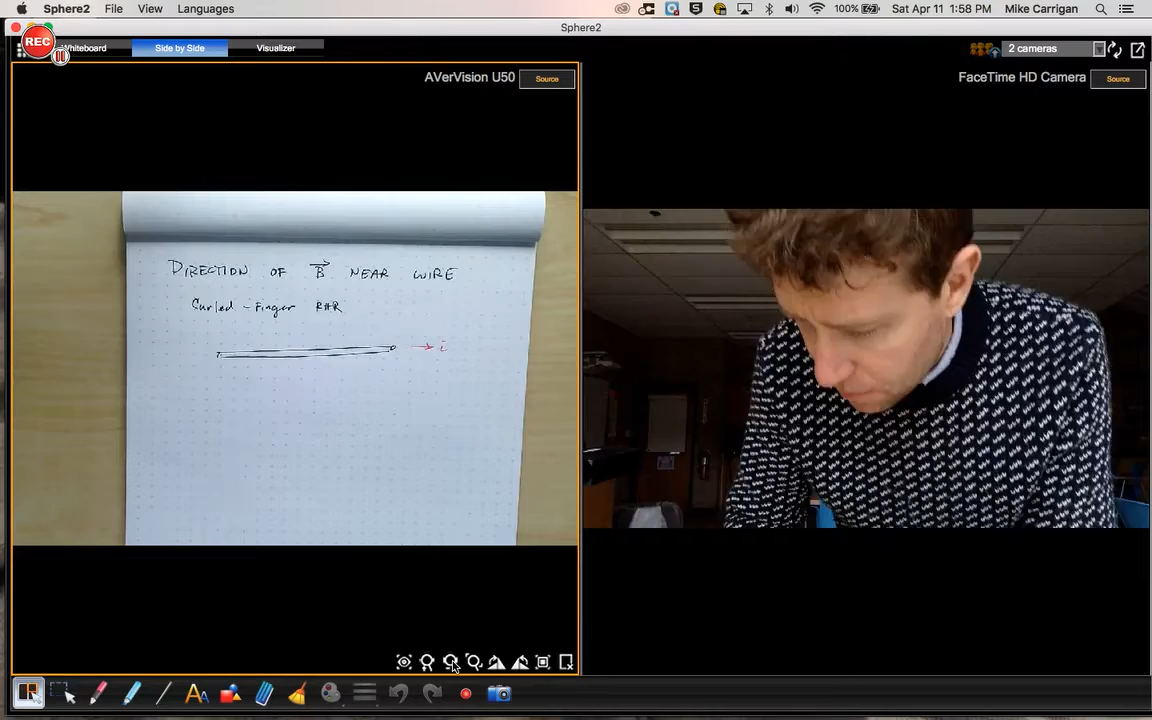 Sphere2 File View Languages 100% Sat Apr 11 1:58 PM Mike Carrigan
Sphere2
REC
Whiteboard Side by Side Visualizer 2 cameras
AVerVision U50 Source
FaceTime HD Camera Source
DIRECTION OF B⃗ NEAR WIRE
Curled-Finger RHR
i